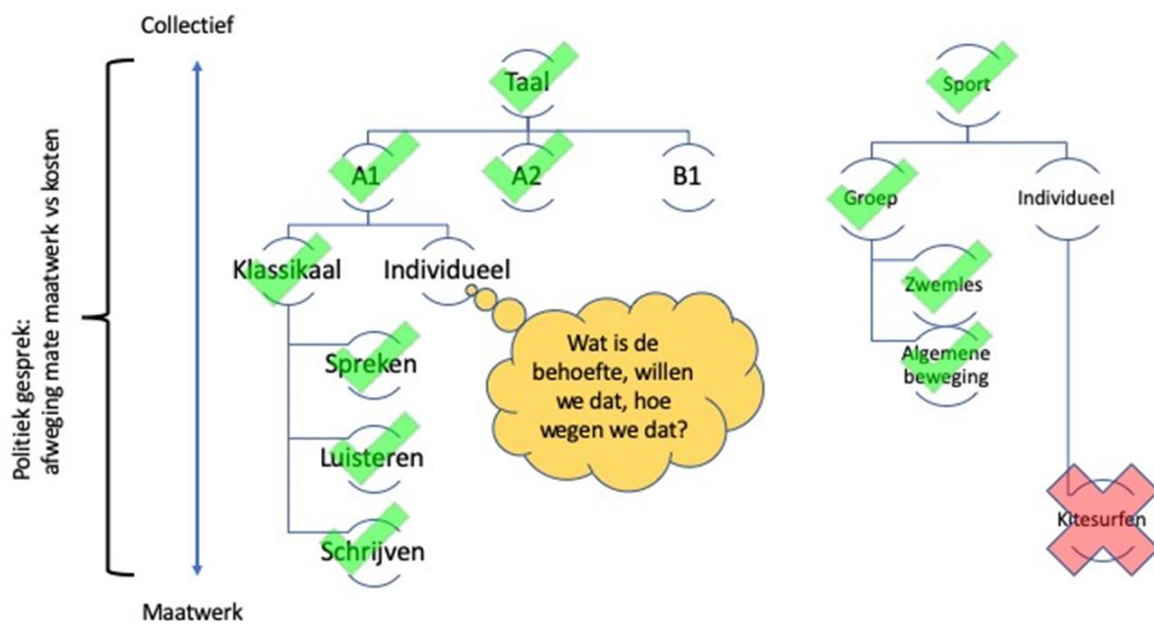 Collectief
Politiek gesprek:
afweging mate maatwerk vs kosten
Taal
A1
A2
B1
Klassikaal
Individueel
Spreken
Luisteren
Schrijven
Wat is de
behoefte, willen
we dat, hoe
wegen we dat?
Sport
Groep
Individueel
Zwemles
Algemene
beweging
Kitesurfen
Maatwerk